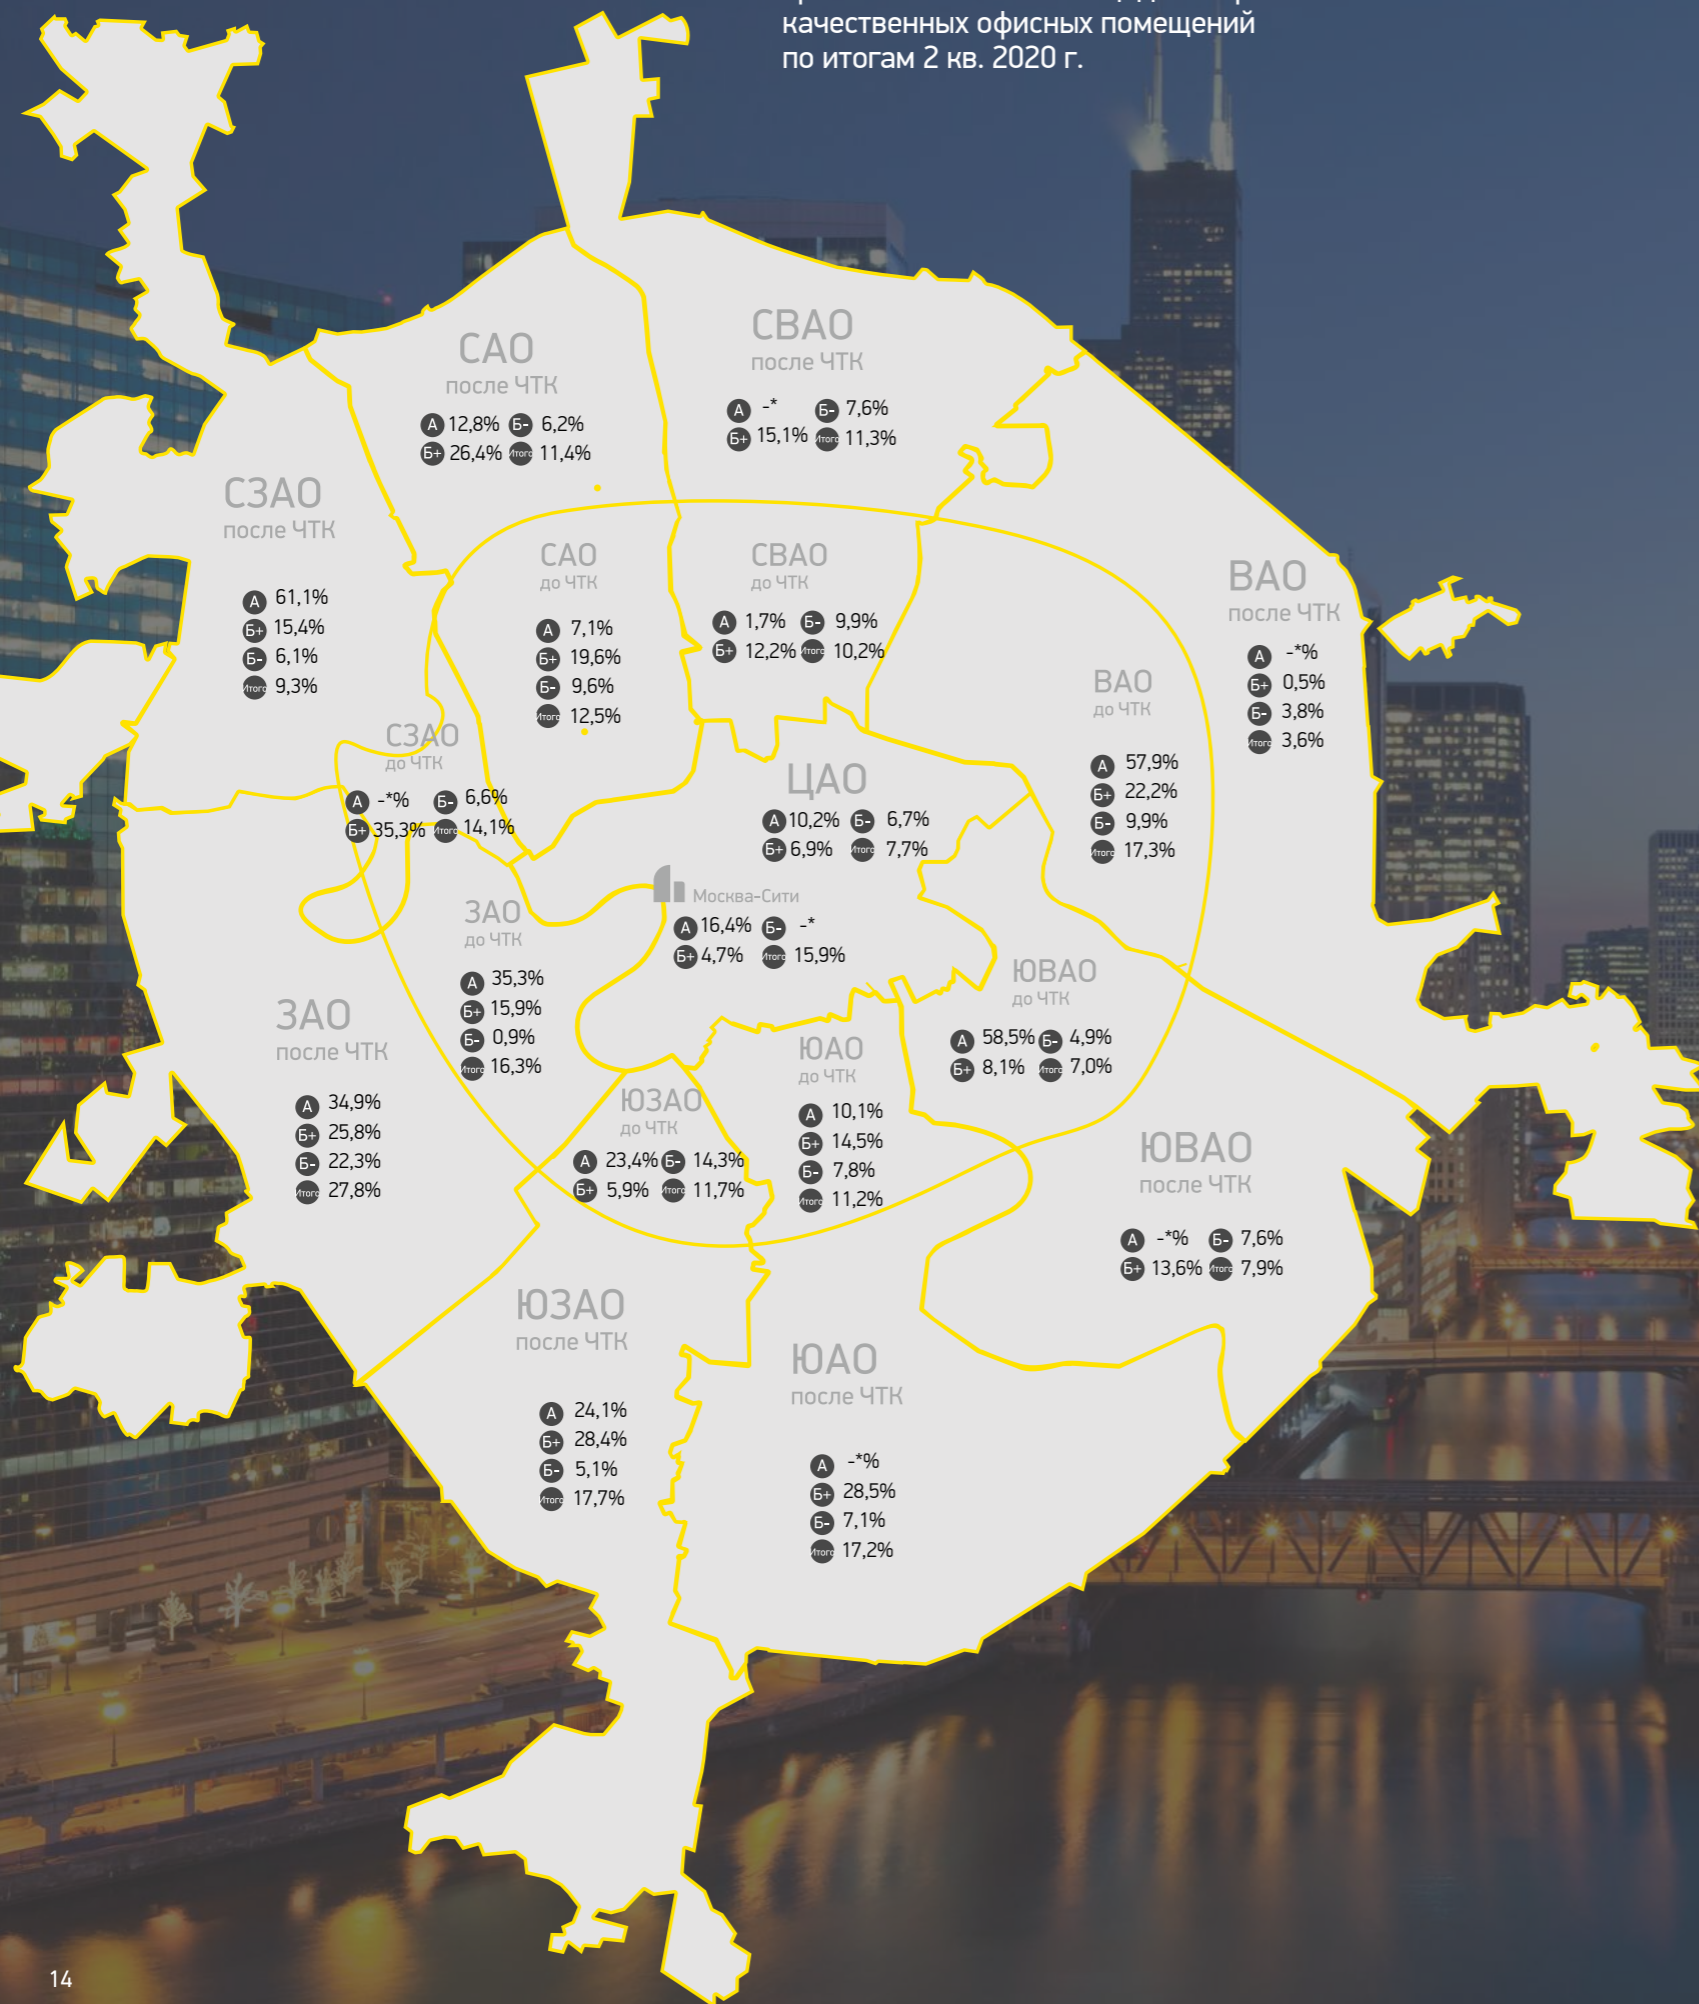 качественных офисных помещений
по итогам 2 кв. 2020 г.
САО
после ЧТК
А 12,8% Б- 6,2%
Б+ 26,4% Итого 11,4%
СВАО
после ЧТК
А -* Б- 7,6%
Б+ 15,1% Итого 11,3%
СЗАО
после ЧТК
А 61,1%
Б+ 15,4%
Б- 6,1%
Итого 9,3%
САО
до ЧТК
А 7,1%
Б+ 19,6%
Б- 9,6%
Итого 12,5%
СВАО
до ЧТК
А 1,7% Б- 9,9%
Б+ 12,2% Итого 10,2%
ВАО
после ЧТК
А -*%
Б+ 0,5%
Б- 3,8%
Итого 3,6%
ВАО
до ЧТК
А 57,9%
Б+ 22,2%
Б- 9,9%
Итого 17,3%
СЗАО
до ЧТК
А -*% Б- 6,6%
Б+ 35,3% Итого 14,1%
ЦАО
А 10,2% Б- 6,7%
Б+ 6,9% Итого 7,7%
Москва-Сити
А 16,4% Б- -*
Б+ 4,7% Итого 15,9%
ЗАО
до ЧТК
А 35,3%
Б+ 15,9%
Б- 0,9%
Итого 16,3%
ЮВАО
до ЧТК
А 58,5% Б- 4,9%
Б+ 8,1% Итого 7,0%
ЗАО
после ЧТК
А 34,9%
Б+ 25,8%
Б- 22,3%
Итого 27,8%
ЮЗАО
до ЧТК
А 23,4% Б- 14,3%
Б+ 5,9% Итого 11,7%
ЮАО
до ЧТК
А 10,1%
Б+ 14,5%
Б- 7,8%
Итого 11,2%
ЮВАО
после ЧТК
А -*% Б- 7,6%
Б+ 13,6% Итого 7,9%
ЮЗАО
после ЧТК
А 24,1%
Б+ 28,4%
Б- 5,1%
Итого 17,7%
ЮАО
после ЧТК
А -*%
Б+ 28,5%
Б- 7,1%
Итого 17,2%
14